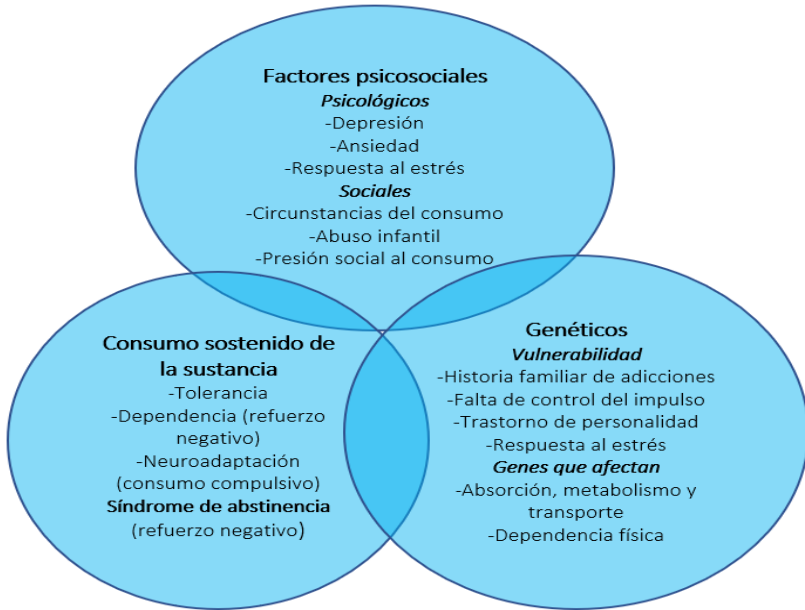 Factores psicosociales
Psicológicos
-Depresión
-Ansiedad
-Respuesta al estrés
Sociales
-Circunstancias del consumo
-Abuso infantil
-Presión social al consumo
Consumo sostenido de
la sustancia
-Tolerancia
-Dependencia (refuerzo
negativo)
-Neuroadaptación
(consumo compulsivo)
Síndrome de abstinencia
(refuerzo negativo)
Genéticos
Vulnerabilidad
-Historia familiar de adicciones
-Falta de control del impulso
-Trastorno de personalidad
-Respuesta al estrés
Genes que afectan
-Absorción, metabolismo y
transporte
-Dependencia física